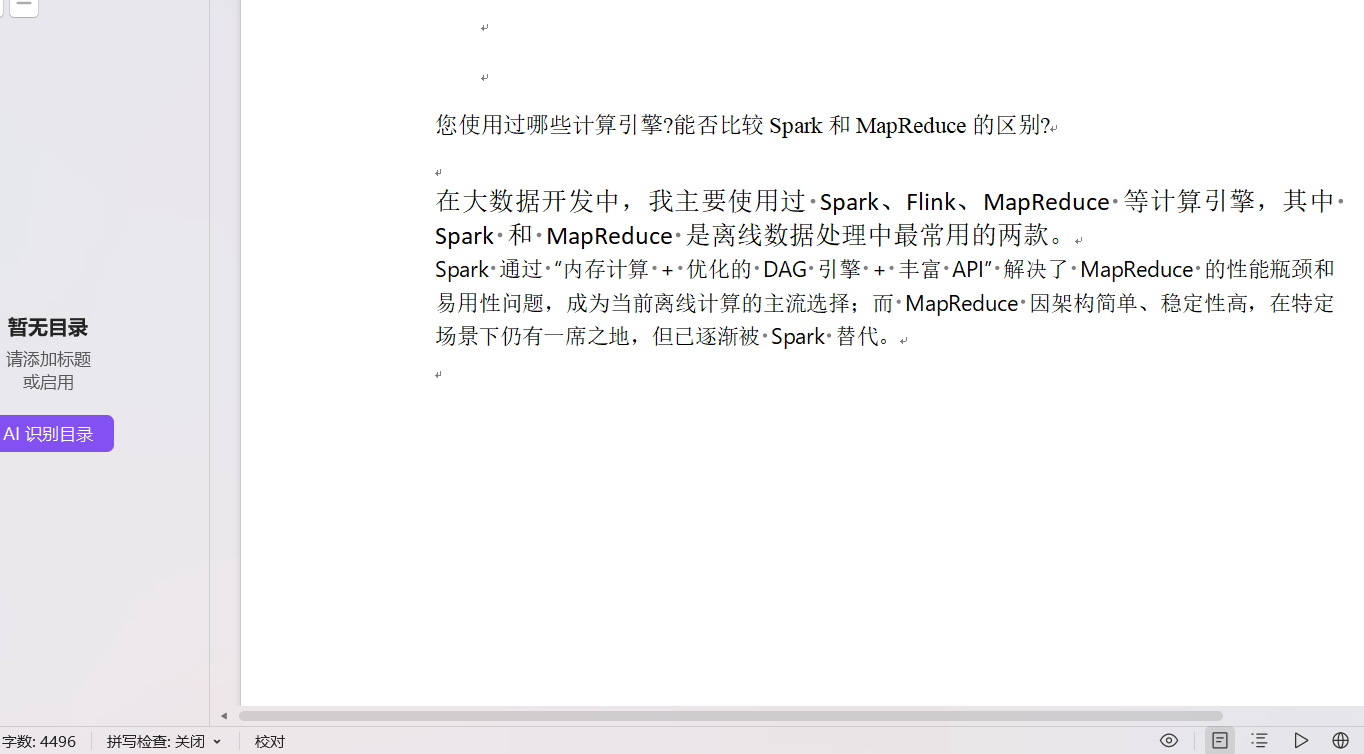 您使用过哪些计算引擎?能否比较 Spark 和 MapReduce 的区别?
在大数据开发中，我主要使用过 Spark、Flink、MapReduce 等计算引擎，其中
Spark 和 MapReduce 是离线数据处理中最常用的两款。
Spark 通过 “内存计算 + 优化的 DAG 引擎 + 丰富 API” 解决了 MapReduce 的性能瓶颈和
易用性问题，成为当前离线计算的主流选择；而 MapReduce 因架构简单、稳定性高，在特定
场景下仍有一席之地，但已逐渐被 Spark 替代。
暂无目录
请添加标题
或启用
AI 识别目录
字数: 4496 拼写检查: 关闭 校对